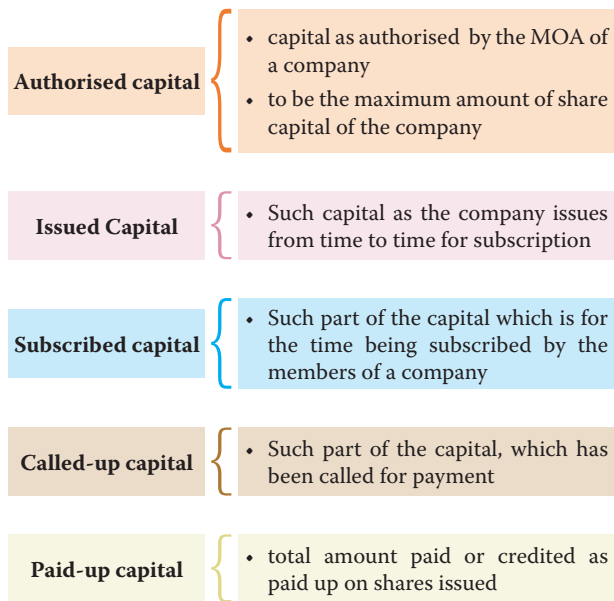 Authorised capital
• capital as authorised by the MOA of
a company
• to be the maximum amount of share
capital of the company
Issued Capital
• Such capital as the company issues
from time to time for subscription
Subscribed capital
• Such part of the capital which is for
the time being subscribed by the
members of a company
Called-up capital
• Such part of the capital, which has
been called for payment
Paid-up capital
• total amount paid or credited as
paid up on shares issued